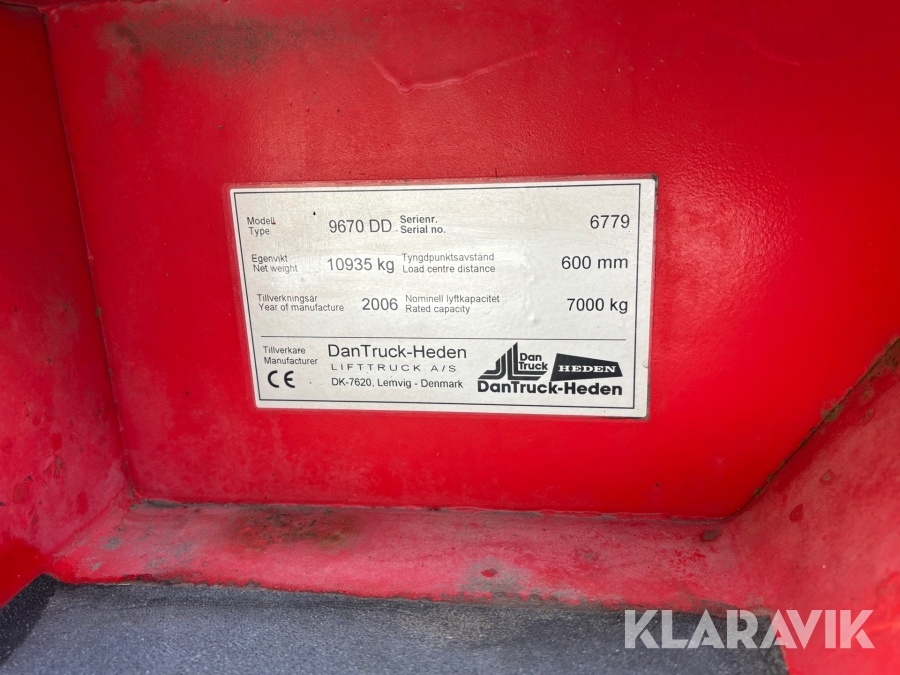 Modell 9670 DD Serienr. 6779
Type Serial no.
Egenvikt 10935 kg Tyngdpunktsavstånd 600 mm
Net weight Load centre distance
Tillverkningsår 2006 Nominell lyftkapacitet 7000 kg
Year of manufacture Rated capacity
Tillverkare DanTruck-Heden
Manufacturer LIFTTRUCK A/S
CE DK-7620, Lemvig - Denmark
Dan
Truck HEDEN
DanTruck-Heden
KLARAVIK